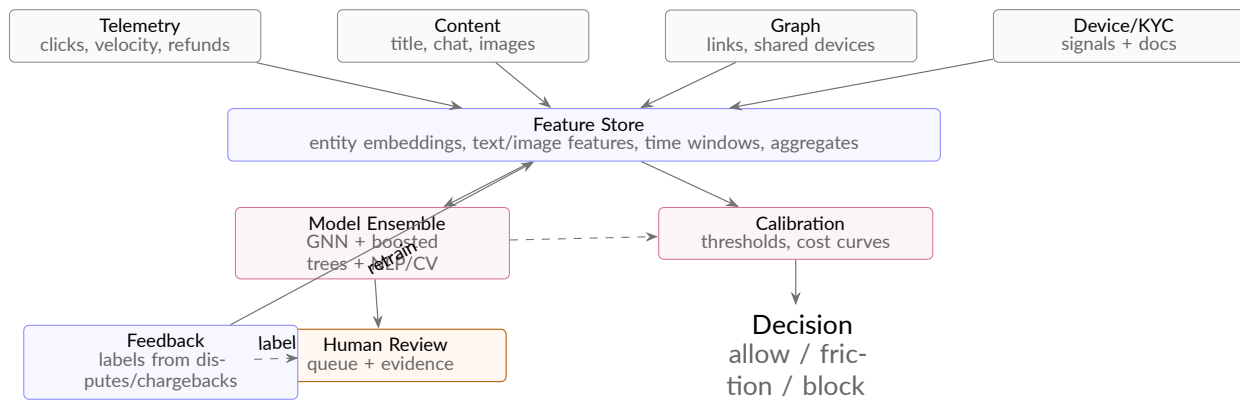 Telemetry
clicks, velocity, refunds
Content
title, chat, images
Graph
links, shared devices
Device/KYC
signals + docs
Feature Store
entity embeddings, text/image features, time windows, aggregates
Model Ensemble
GNN + boosted
trees + NLP/CV
retrain
Calibration
thresholds, cost curves
Feedback
labels from dis-
putes/chargebacks
label
Human Review
queue + evidence
Decision
allow / fric-
tion / block